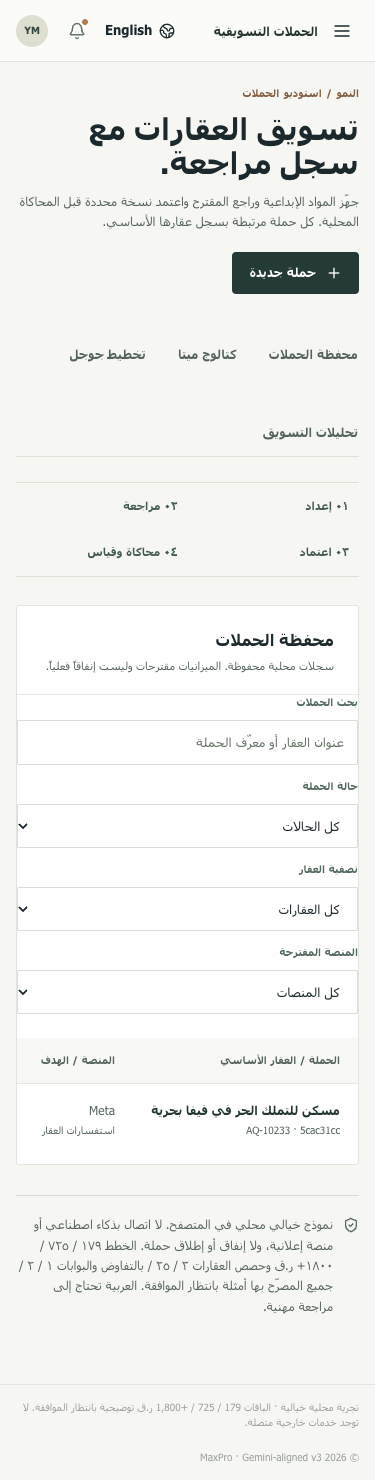 الحملات التسويقية
English
YM
النمو / استوديو الحملات
تسويق العقارات مع
سجل مراجعة.
جهّز المواد الإبداعية وراجع المقترح واعتمد نسخة محددة قبل المحاكاة
المحلية. كل حملة مرتبطة بسجل عقارها الأساسي.
حملة جديدة
محفظة الحملات
كتالوج ميتا
تخطيط جوجل
تحليلات التسويق
٠١ إعداد
٠٢ مراجعة
٠٣ اعتماد
٠٤ محاكاة وقياس
محفظة الحملات
سجلات محلية محفوظة. الميزانيات مقترحات وليست إنفاقاً فعلياً.
بحث الحملات
عنوان العقار أو معرّف الحملة
حالة الحملة
كل الحالات
تصفية العقار
كل العقارات
المنصة المقترحة
كل المنصات
الحملة / العقار الأساسي
المنصة / الهدف
مسكن للتملك الحر في فيفا بحرية
Meta
AQ-10233 · 5cac31cc
استفسارات العقار
نموذج خيالي محلي في المتصفح. لا اتصال بذكاء اصطناعي أو
منصة إعلانية، ولا إنفاق أو إطلاق حملة. الخطط ١٧٩ / ٧٢٥ /
١٨٠٠+ ر.ق وحصص العقارات ٣ / ٢٥ / بالتفاوض والبوابات ١ / ٢ /
جميع المصرّح بها أمثلة بانتظار الموافقة. العربية تحتاج إلى
مراجعة مهنية.
تجربة محلية خيالية · الباقات 179 / 725 / +1,800 ر.ق توضيحية بانتظار الموافقة. لا
توجد خدمات خارجية متصلة.
© 2026 MaxPro · Gemini-aligned v3